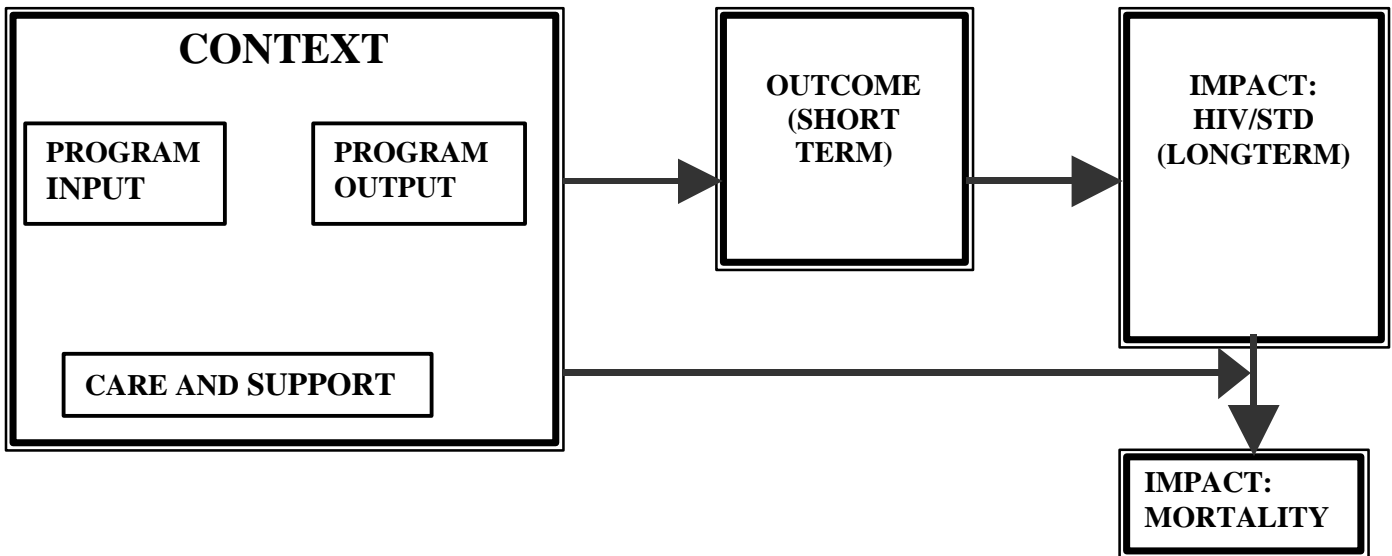 CONTEXT
PROGRAM
INPUT
PROGRAM
OUTPUT
CARE AND SUPPORT
OUTCOME
(SHORT
TERM)
IMPACT:
HIV/STD
(LONGTERM)
IMPACT:
MORTALITY